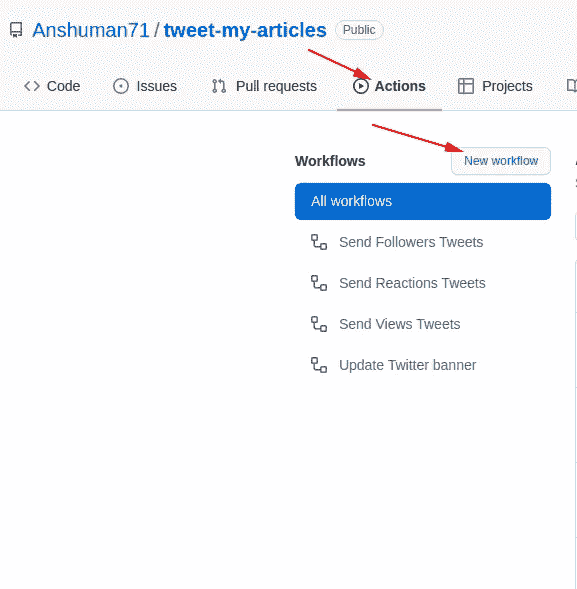 Anshuman71 / tweet-my-articles Public
Code Issues Pull requests Actions Projects
Workflows New workflow
All workflows
Send Followers Tweets
Send Reactions Tweets
Send Views Tweets
Update Twitter banner